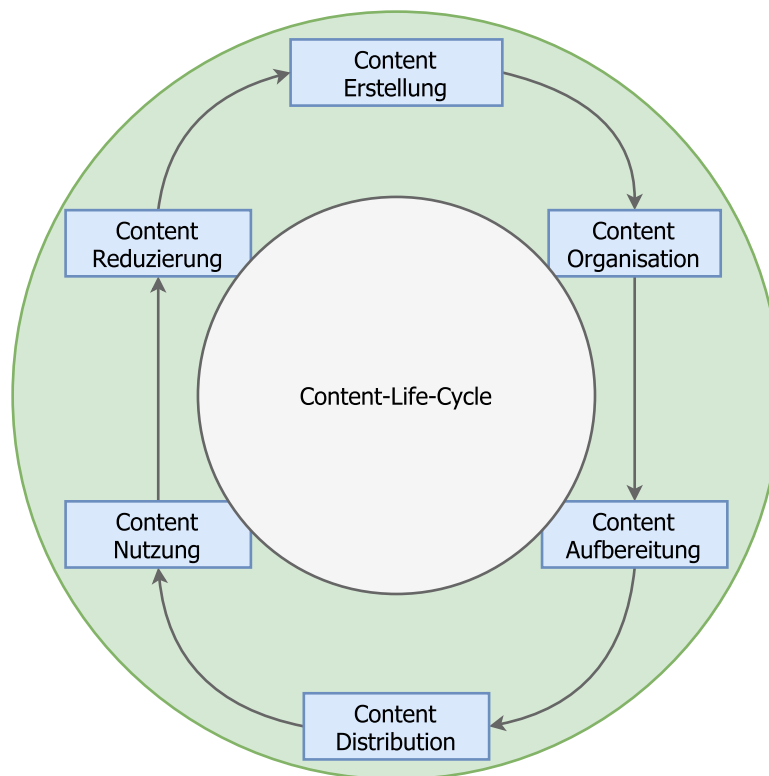 Content
Erstellung
Content
Reduzierung
Content
Organisation
Content-Life-Cycle
Content
Nutzung
Content
Aufbereitung
Content
Distribution